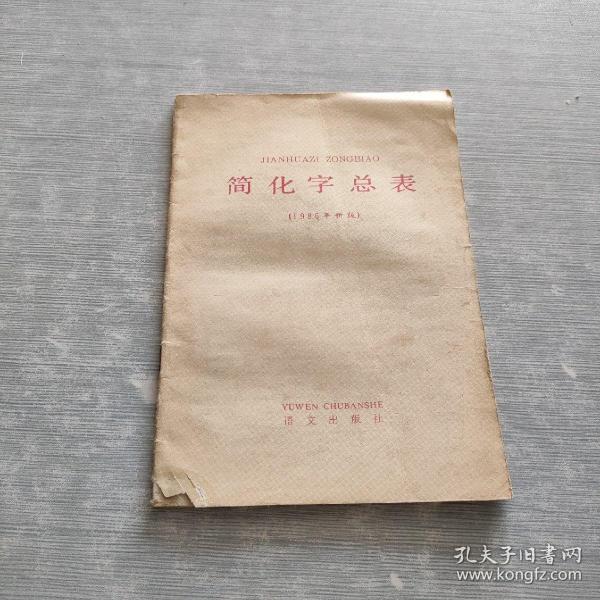 JIANHUAZI ZONGBIAO
简化字总表
(1986年新版)
YUWEN CHUBANSHE
语文出版社
孔夫子旧書网
www.kongfz.com